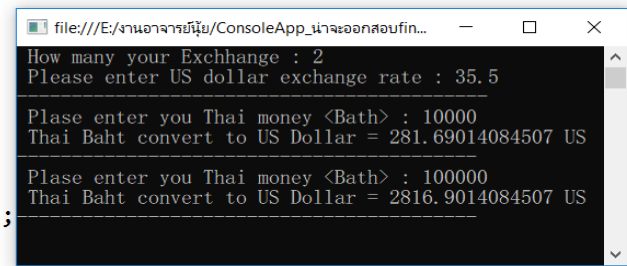 file:///E:/งานอาจารย์นุ้ย/ConsoleApp_น่าจะออกสอบfin...
How many your Exchhange : 2
Please enter US dollar exchange rate : 35.5
-------------------------------------------
Plase enter you Thai money <Bath> : 10000
Thai Baht convert to US Dollar = 281.69014084507 US
------------------------------------------
Plase enter you Thai money <Bath> : 100000
Thai Baht convert to US Dollar = 2816.9014084507 US
;
------------------------------------------